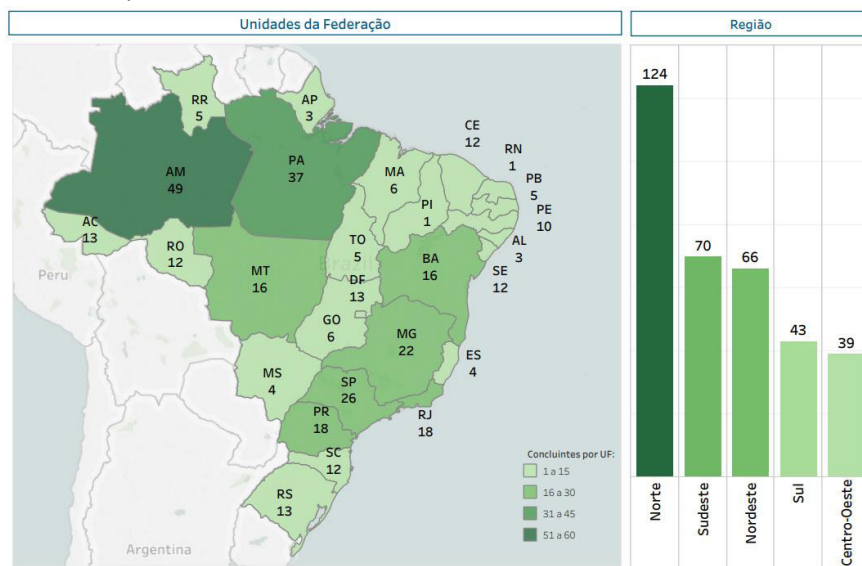 Unidades da Federação
Região
RR
5
AP
3
AM
49
PA
37
MA
6
CE
12
RN
1
PB
5
PE
10
PI
1
AL
3
SE
12
AC
13
RO
12
TO
5
BA
16
MT
16
DF
13
GO
6
MG
22
ES
4
MS
4
SP
26
RJ
18
PR
18
SC
12
RS
13
Peru
Brazil
Argentina
Concluintes por UF:
1 a 15
16 a 30
31 a 45
51 a 60
124
70
66
43
39
Norte
Sudeste
Nordeste
Sul
Centro-Oeste